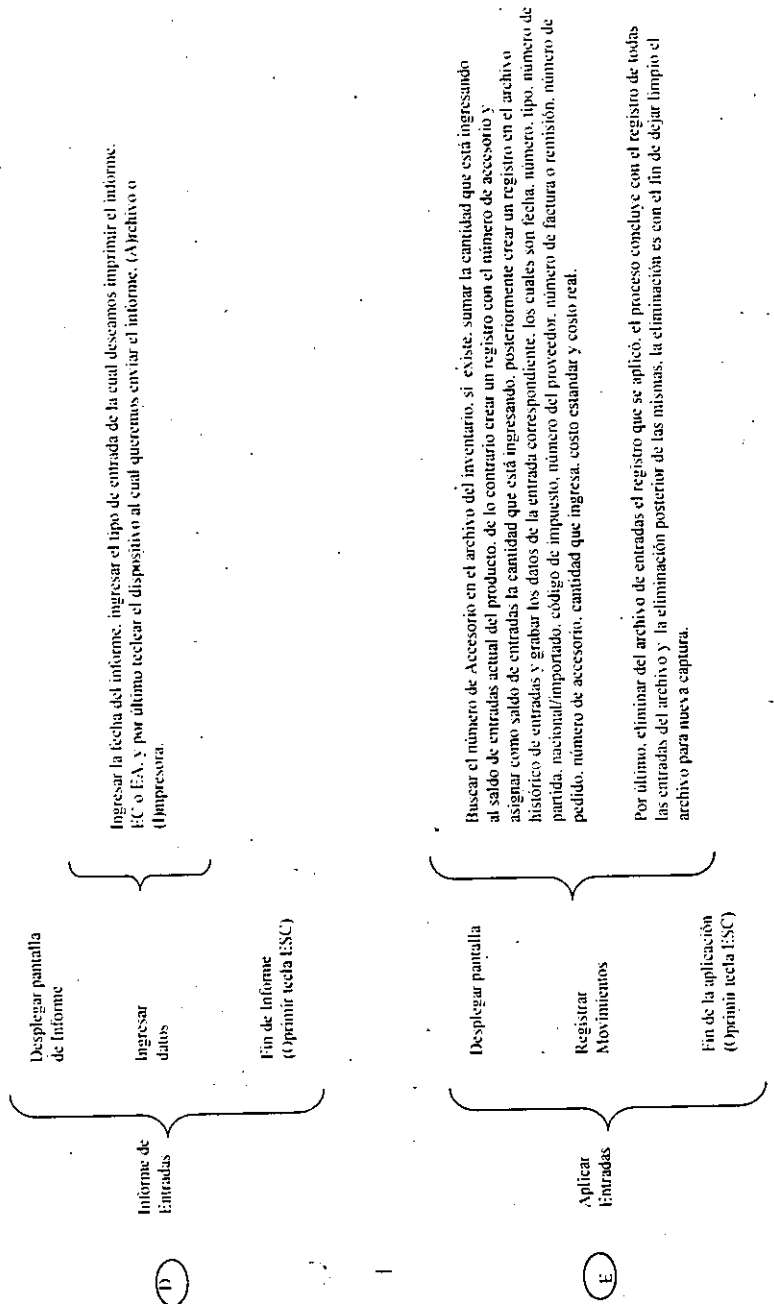 D
Informe de
Entradas
Desplegar pantalla
de Informe
Ingresar
datos
Fin de Informe
(Oprimir tecla ESC)
Ingresar la fecha del informe, ingresar el tipo de entrada de la cual deseamos imprimir el informe.
EC o EA, y por último teclear el dispositivo al cual queremos enviar el informe, (A)rchivo o
(I)mpresora.
E
Aplicar
Entradas
Desplegar pantalla
Registrar
Movimientos
Fin de la aplicación
(Oprimir tecla ESC)
Buscar el número de Accesorio en el archivo del inventario, si existe, sumar la cantidad que está ingresando
al saldo de entradas actual del producto, de lo contrario crear un registro con el número de accesorio y
asignar como saldo de entradas la cantidad que está ingresando, posteriormente crear un registro en el archivo
histórico de entradas y grabar los datos de la entrada correspondiente, los cuales son fecha, número, tipo, número de
partida, nacional/importado, código de impuesto, número del proveedor, número de factura o remisión, número de
pedido, número de accesorio, cantidad que ingresa, costo estandar y costo real.
Por último, eliminar del archivo de entradas el registro que se aplicó, el proceso concluye con el registro de todas
las entradas del archivo y la eliminación posterior de las mismas, la eliminación es con el fin de dejar limpio el
archivo para nueva captura.